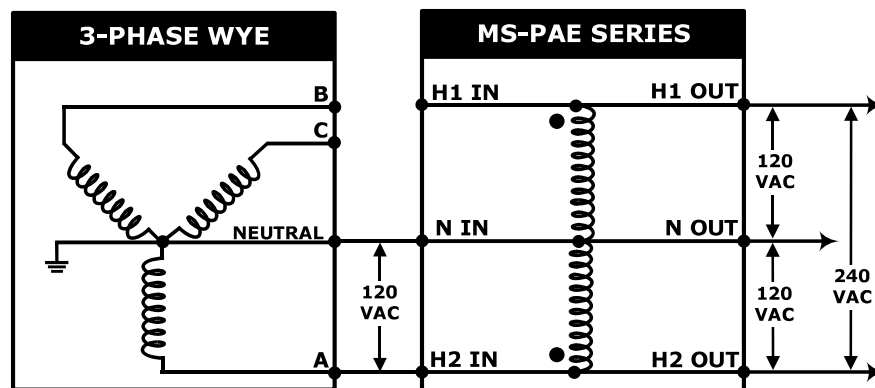 3-PHASE WYE
MS-PAE SERIES
B
C
NEUTRAL
A
120
VAC
H1 IN
H1 OUT
N IN
N OUT
H2 IN
H2 OUT
120
VAC
120
VAC
240
VAC